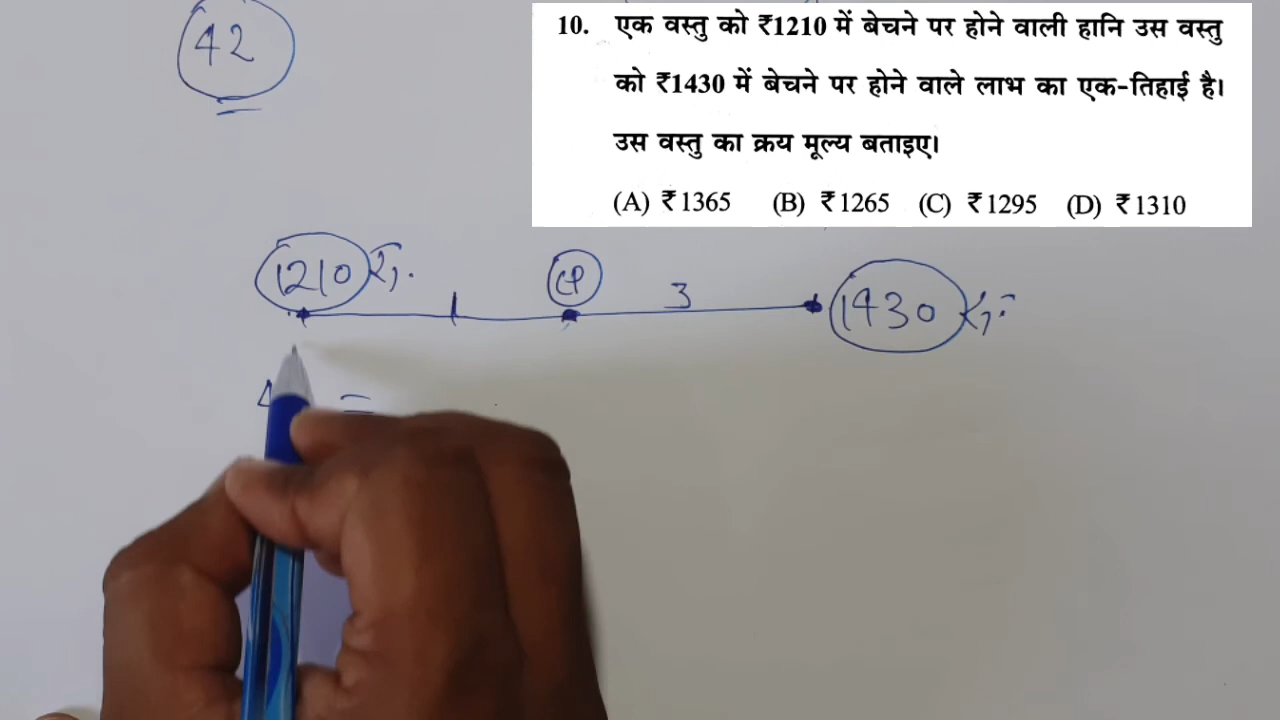 42
10. एक वस्तु को ₹1210 में बेचने पर होने वाली हानि उस वस्तु
को ₹1430 में बेचने पर होने वाले लाभ का एक-तिहाई है।
उस वस्तु का क्रय मूल्य बताइए।
(A) ₹1365 (B) ₹1265 (C) ₹1295 (D) ₹1310
1210 रु. 1 CP 3 1430 रु.
=